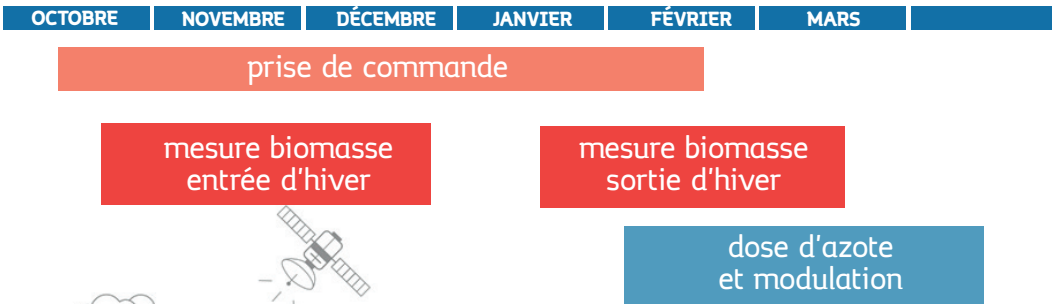 OCTOBRE NOVEMBRE DÉCEMBRE JANVIER FÉVRIER MARS
prise de commande
mesure biomasse
entrée d'hiver
mesure biomasse
sortie d'hiver
dose d'azote
et modulation